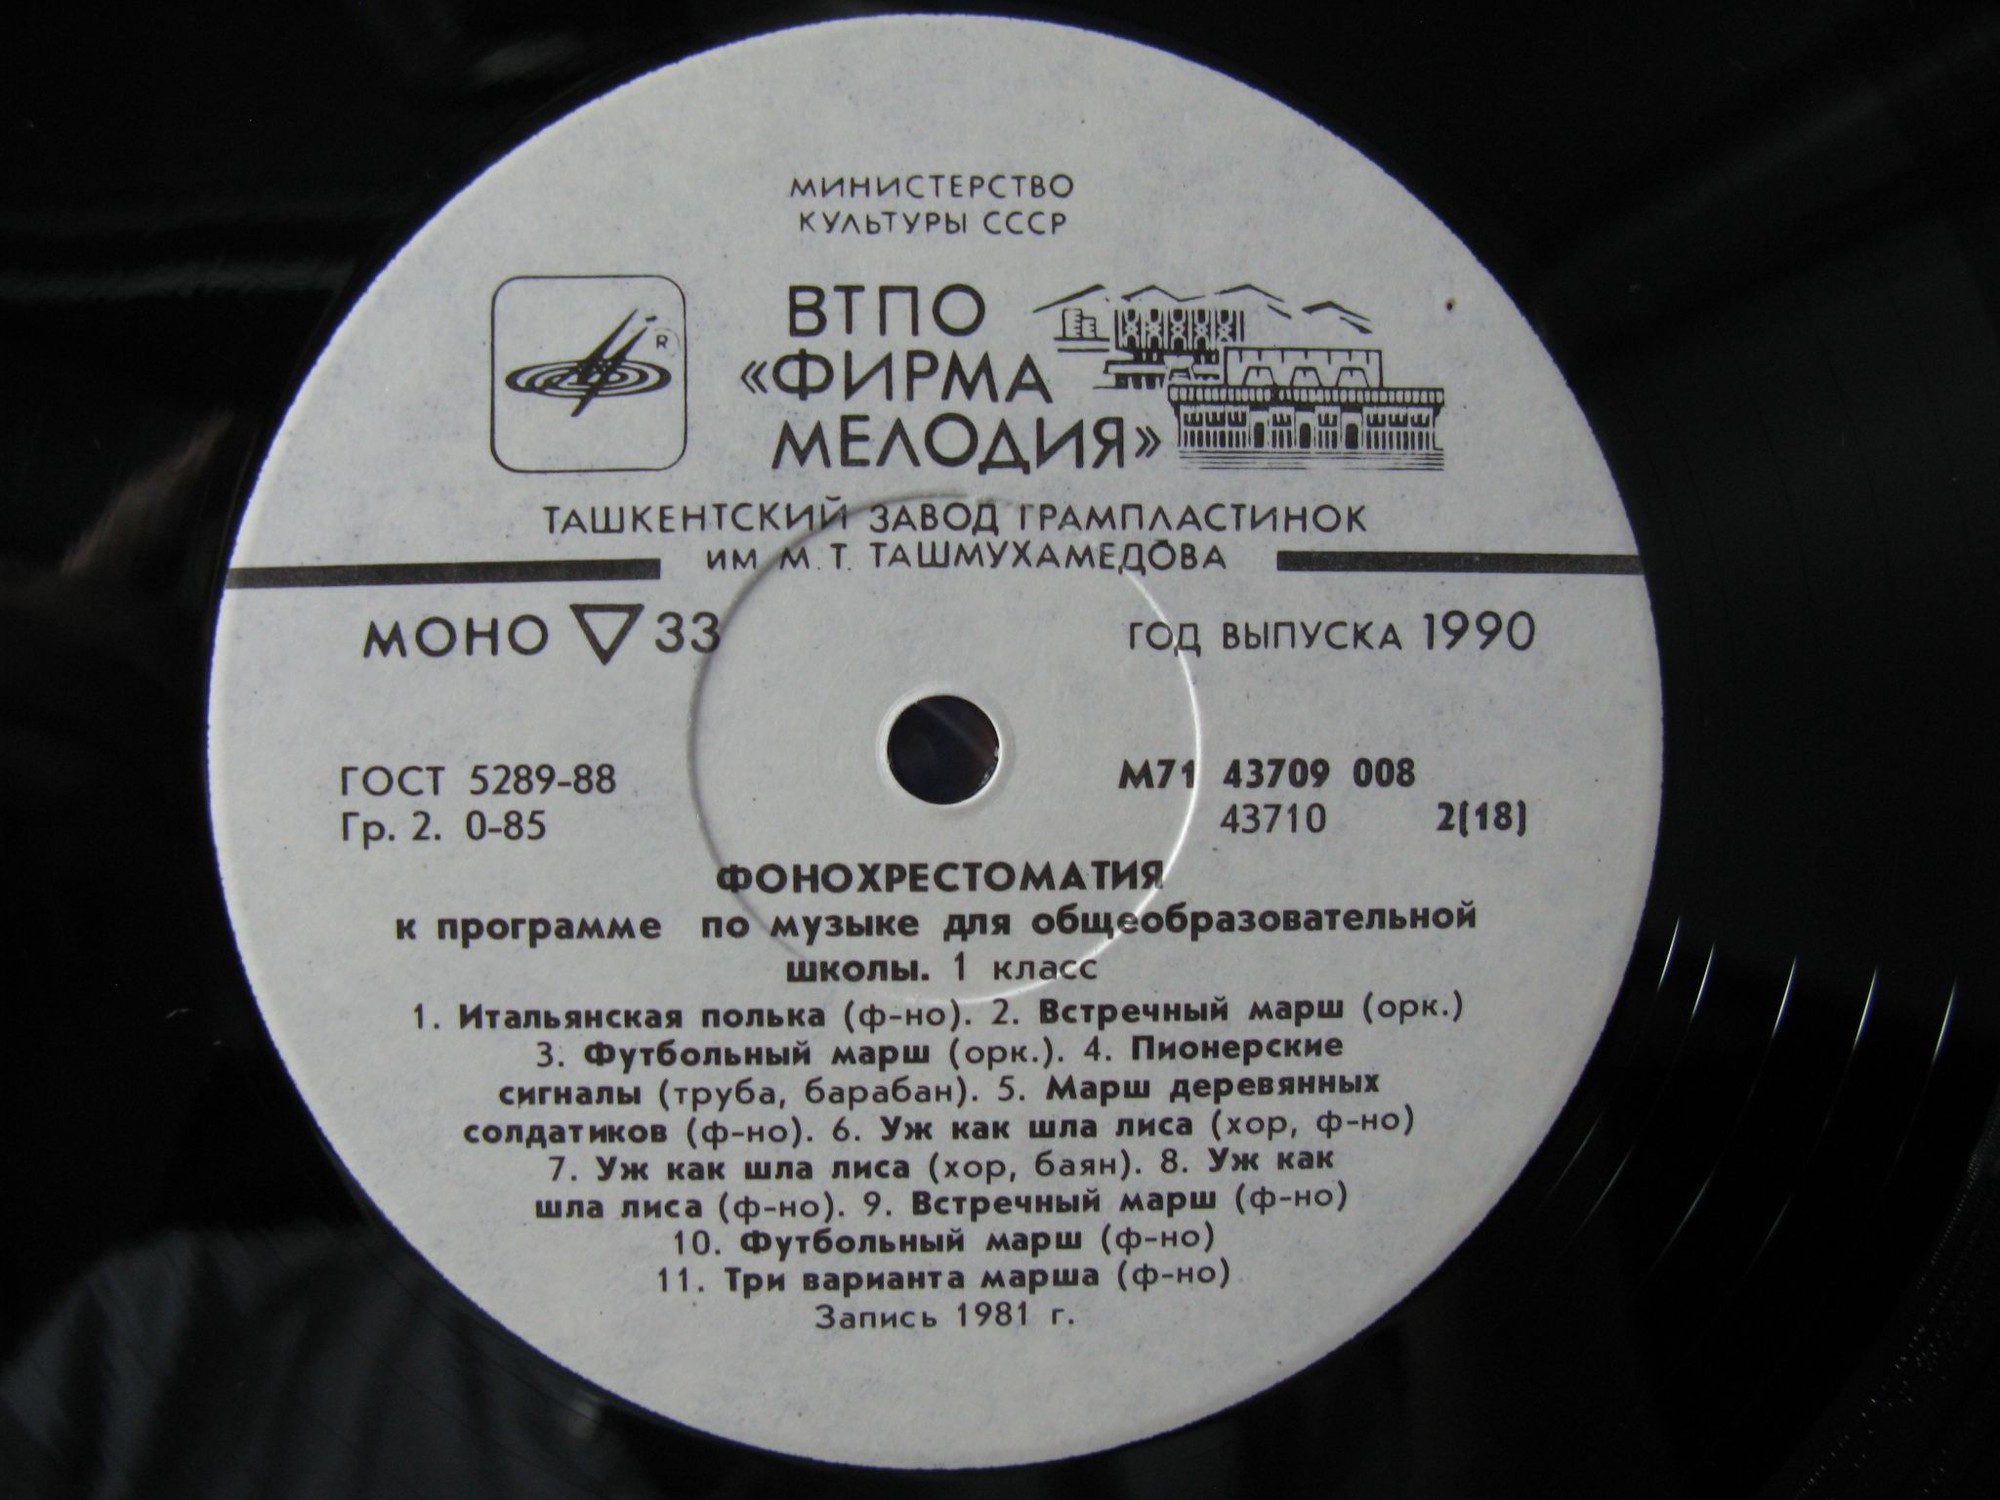 МИНИСТЕРСТВО
КУЛЬТУРЫ СССР
ВТПО
«ФИРМА
МЕЛОДИЯ»
R
ТАШКЕНТСКИЙ ЗАВОД ГРАМПЛАСТИНОК
ИМ М. Т. ТАШМУХАМЕДОВА
МОНО 33
ГОД ВЫПУСКА 1990
ГОСТ 5289-88
Гр. 2. 0-85
М71 43709 008
43710 2(18)
ФОНОХРЕСТОМАТИЯ
к программе по музыке для общеобразовательной
школы. 1 класс
1. Итальянская полька (ф-но). 2. Встречный марш (орк.)
3. Футбольный марш (орк.). 4. Пионерские
сигналы (труба, барабан). 5. Марш деревянных
солдатиков (ф-но). 6. Уж как шла лиса (хор, ф-но)
7. Уж как шла лиса (хор, баян). 8. Уж как
шла лиса (ф-но). 9. Встречный марш (ф-но)
10. Футбольный марш (ф-но)
11. Три варианта марша (ф-но)
Запись 1981 г.